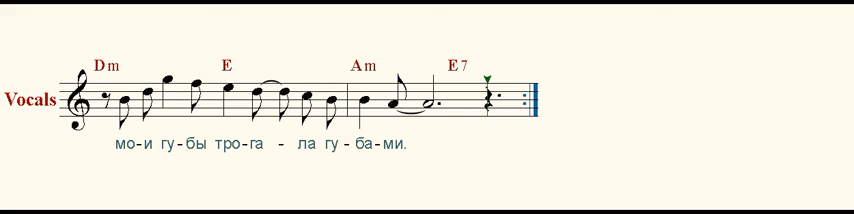 Dm E Am E7
Vocals
мо-и гу-бы тро-га - ла гу-ба-ми.